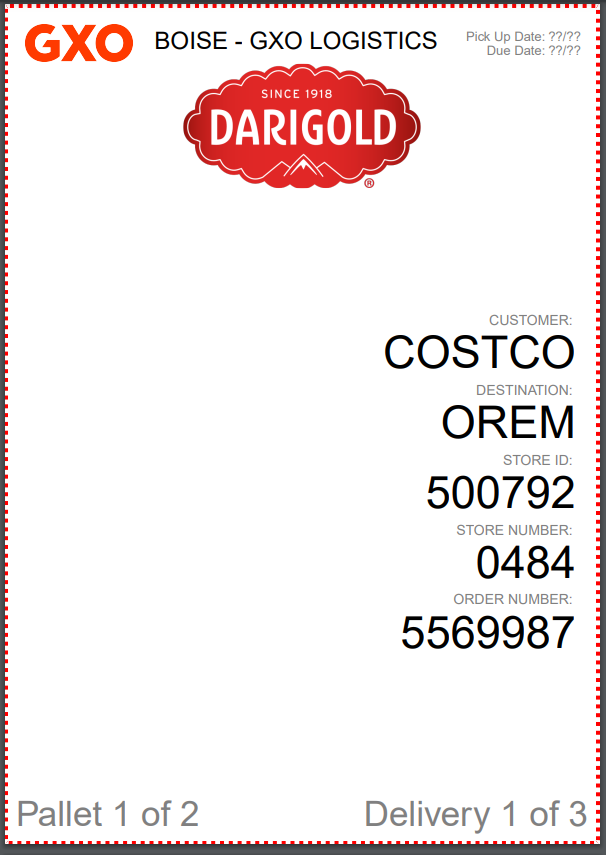 GXO
BOISE - GXO LOGISTICS
Pick Up Date: ??/??
Due Date: ??/??
SINCE 1918
DARIGOLD
®
CUSTOMER:
COSTCO
DESTINATION:
OREM
STORE ID:
500792
STORE NUMBER:
0484
ORDER NUMBER:
5569987
Pallet 1 of 2
Delivery 1 of 3